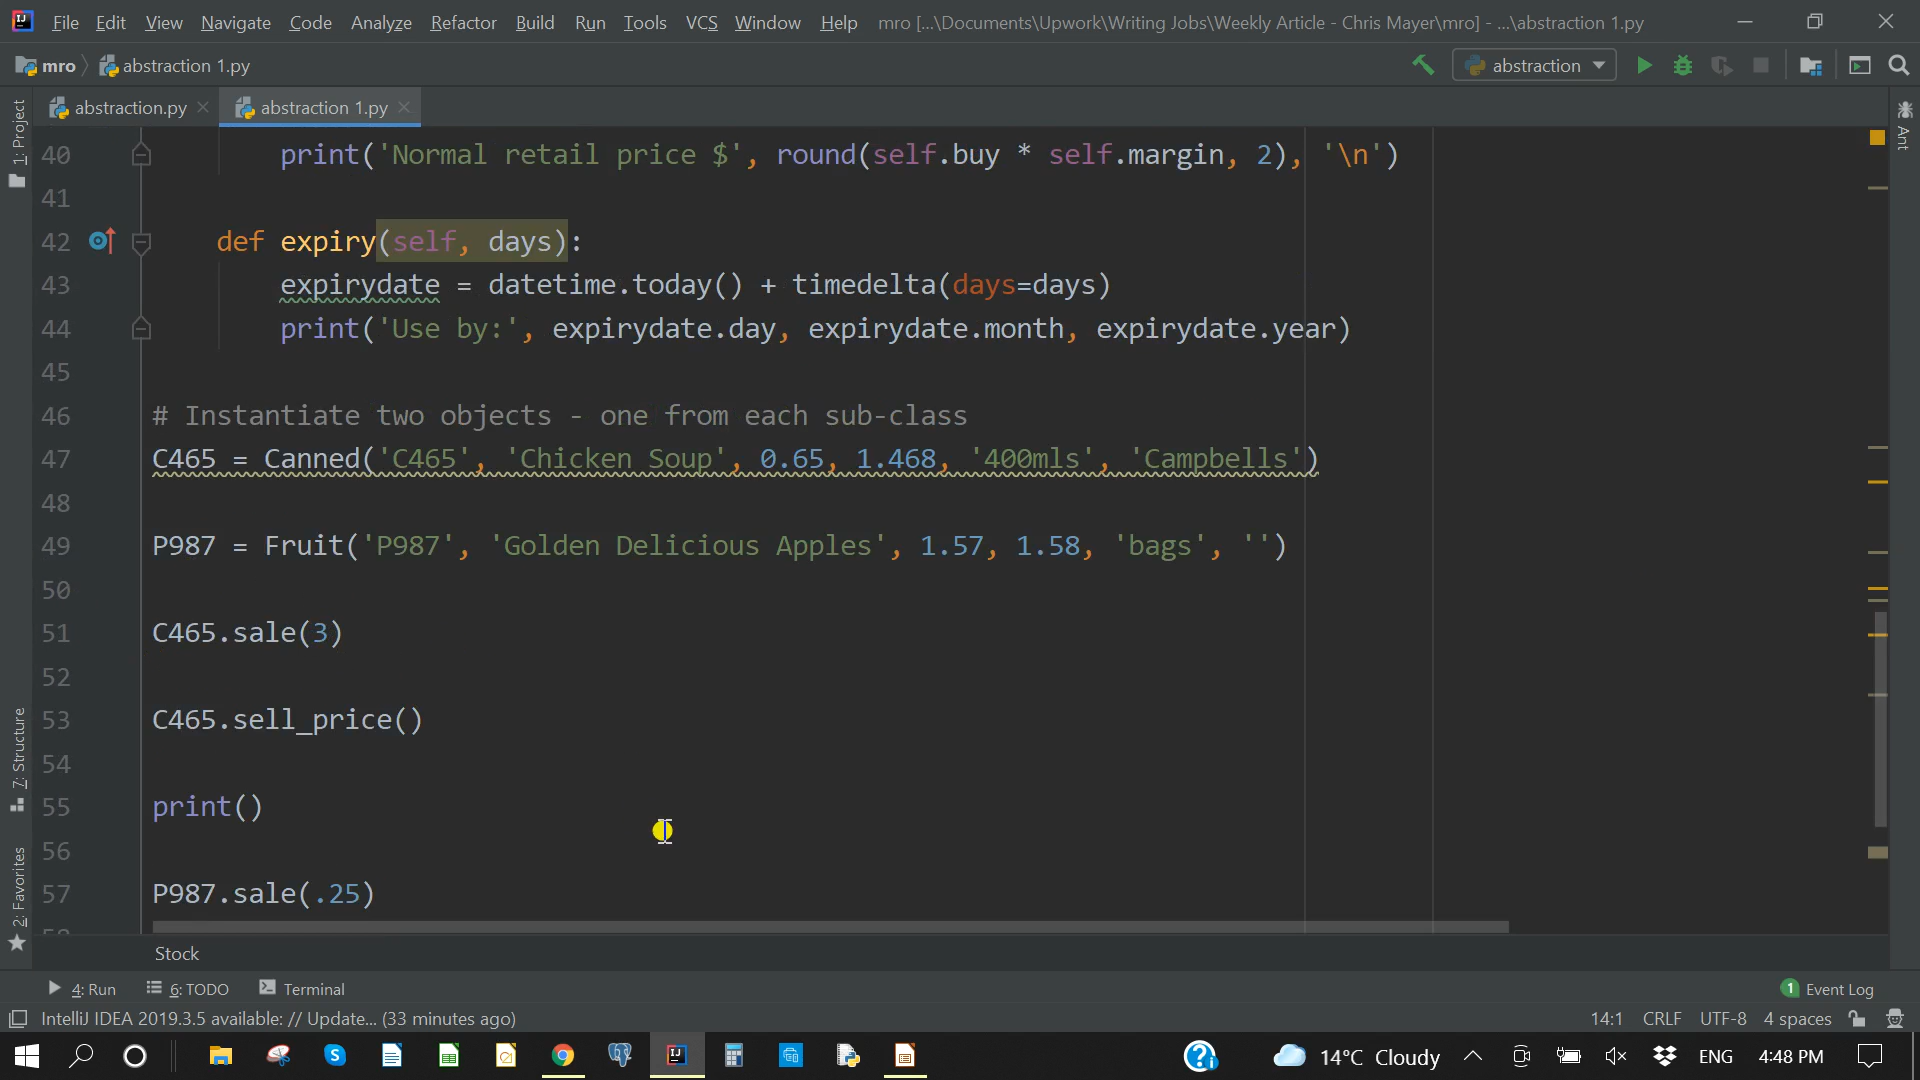 File Edit View Navigate Code Analyze Refactor Build Run Tools VCS Window Help mro [...\Documents\Upwork\Writing Jobs\Weekly Article - Chris Mayer\mro] - ...\abstraction 1.py
mro abstraction 1.py abstraction
abstraction.py abstraction 1.py
1: Project
Ant
40 print('Normal retail price $', round(self.buy * self.margin, 2), '\n')
41
42 def expiry(self, days):
43 expirydate = datetime.today() + timedelta(days=days)
44 print('Use by:', expirydate.day, expirydate.month, expirydate.year)
45
46 # Instantiate two objects - one from each sub-class
47 C465 = Canned('C465', 'Chicken Soup', 0.65, 1.468, '400mls', 'Campbells')
48
49 P987 = Fruit('P987', 'Golden Delicious Apples', 1.57, 1.58, 'bags', '')
50
51 C465.sale(3)
52
53 C465.sell_price()
54
55 print()
56
57 P987.sale(.25)
7: Structure
2: Favorites
Stock
4: Run 6: TODO Terminal 1 Event Log
IntelliJ IDEA 2019.3.5 available: // Update... (33 minutes ago) 14:1 CRLF UTF-8 4 spaces
14°C Cloudy ENG 4:48 PM